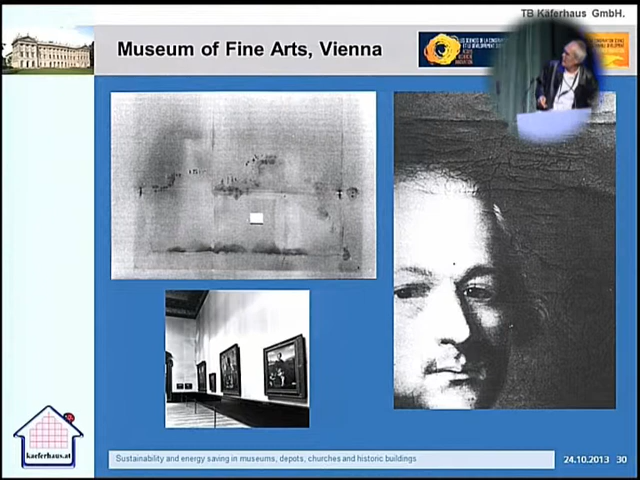 TB Käferhaus GmbH.
Museum of Fine Arts, Vienna
kaeferhaus.at
Sustainability and energy saving in museums, depots, churches and historic buildings
24.10.2013 30